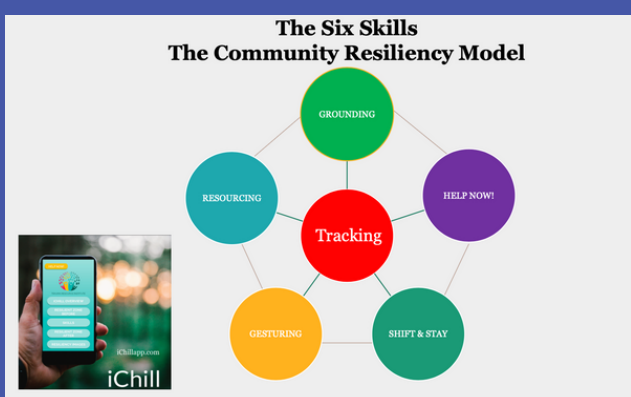 The Six Skills
The Community Resiliency Model
GROUNDING
RESOURCING
HELP NOW!
Tracking
GESTURING
SHIFT & STAY
iChillapp.com
iChill